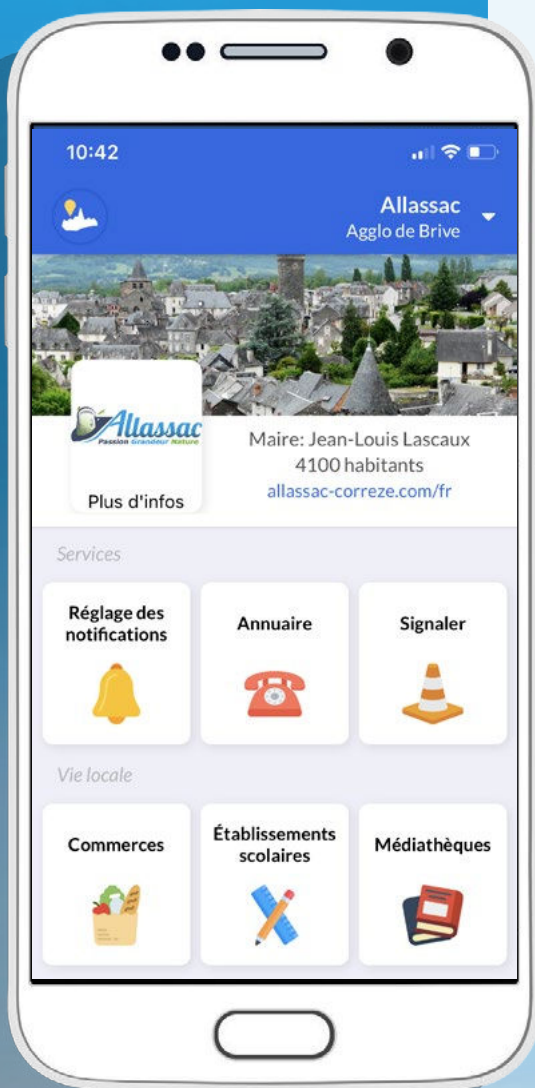 10:42
Allassac
Agglo de Brive
Allassac
Passion Grandeur Nature
Plus d'infos
Maire: Jean-Louis Lascaux
4100 habitants
allassac-correze.com/fr
Services
Réglage des
notifications
Annuaire
Signaler
Vie locale
Commerces
Établissements
scolaires
Médiathèques